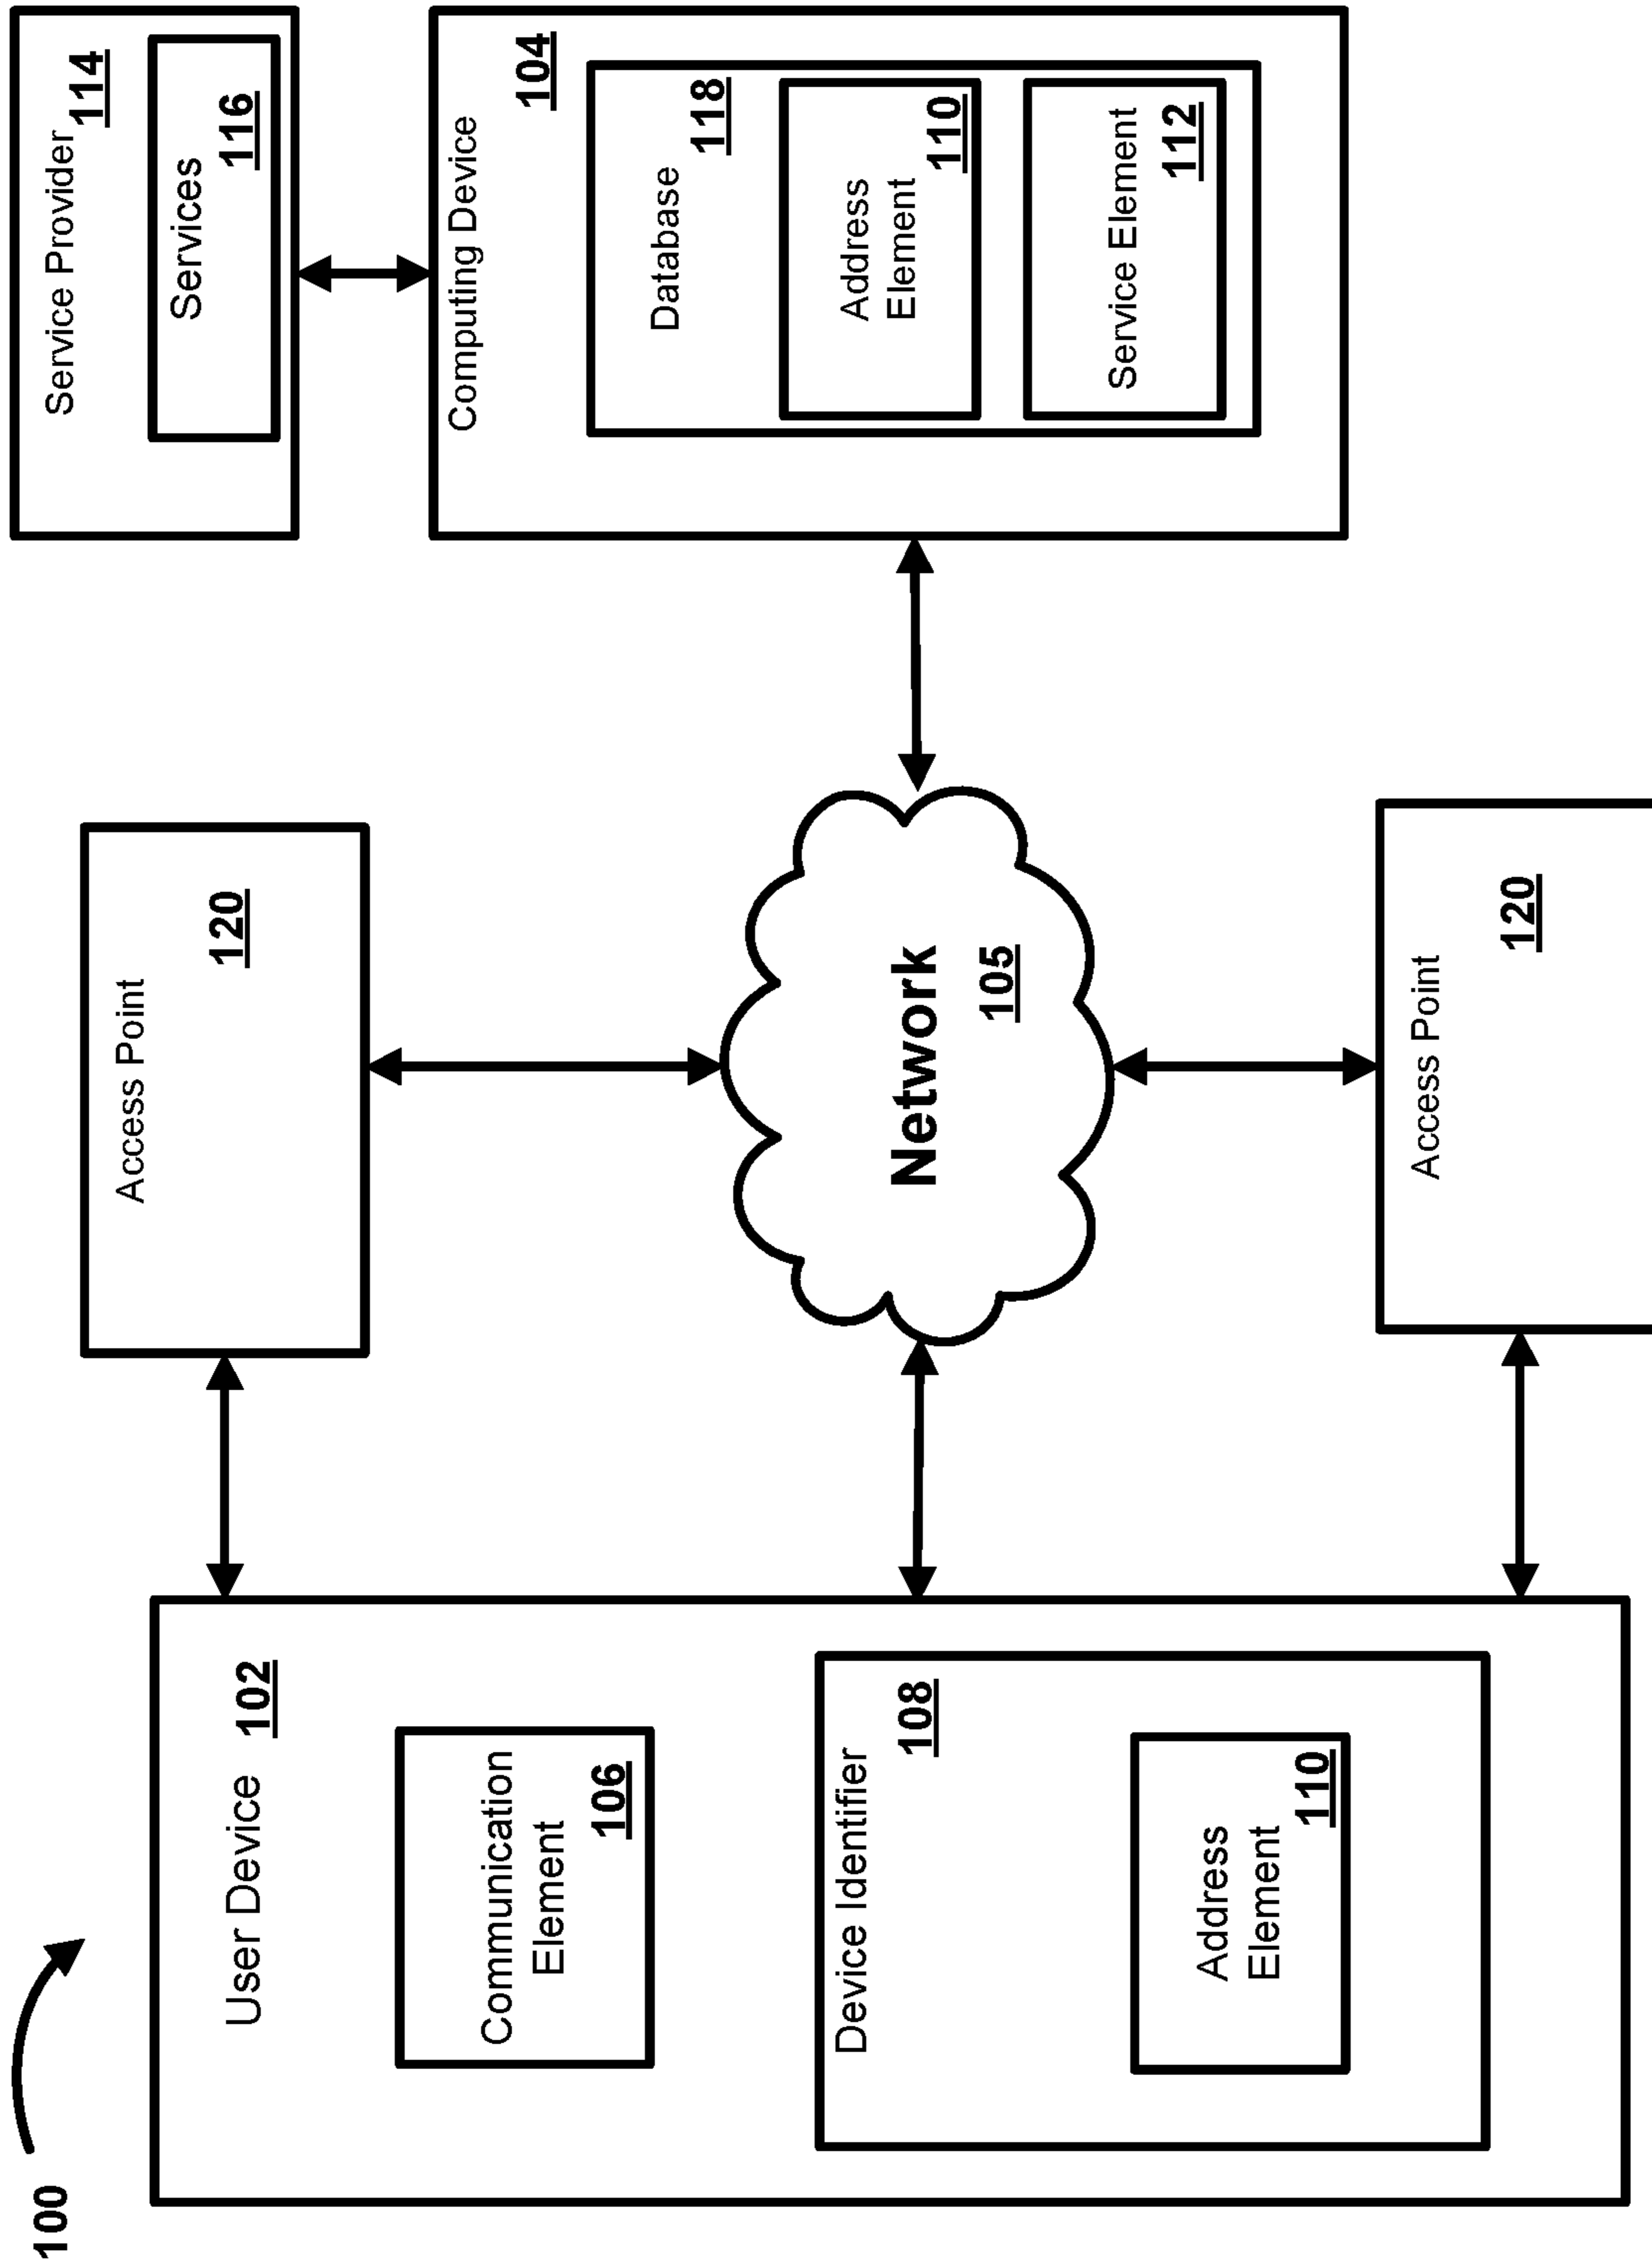 100
User Device
102
Communication
Element
106
Device Identifier
108
Address
Element
110
Access Point
120
Network
105
Access Point
120
Service Provider
114
Services
116
Computing Device
104
Database
118
Address
Element
110
Service Element
112